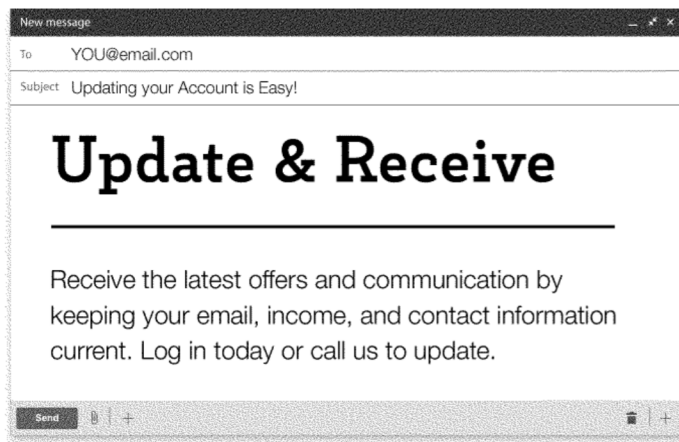 New message
To YOU@email.com
Subject Updating your Account is Easy!
Update & Receive
Receive the latest offers and communication by
keeping your email, income, and contact information
current. Log in today or call us to update.
Send